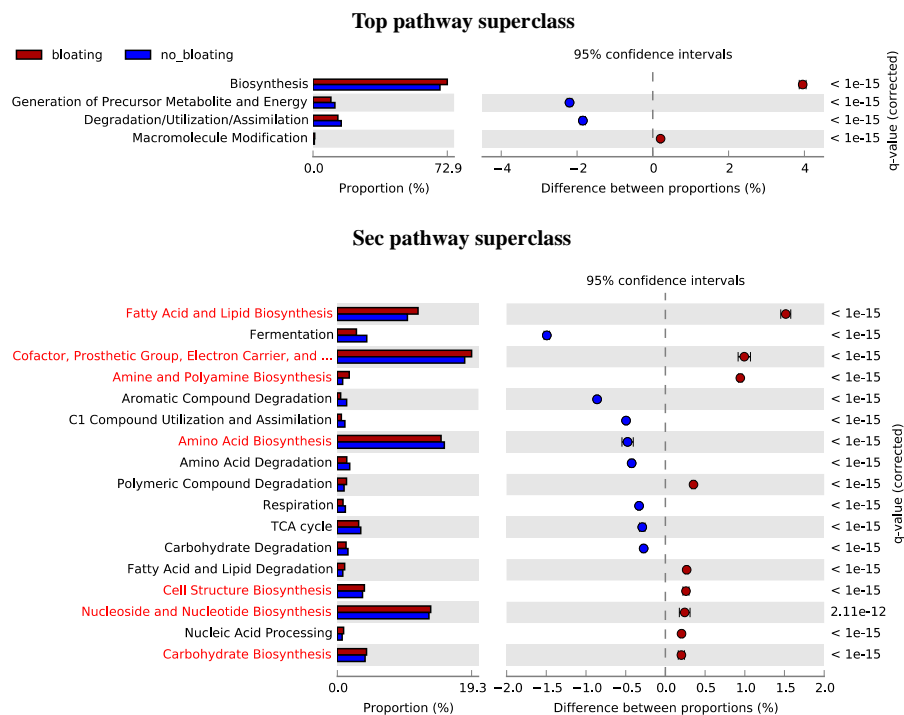 Top pathway superclass
bloating no_bloating
95% confidence intervals
Biosynthesis < 1e-15
Generation of Precursor Metabolite and Energy < 1e-15
Degradation/Utilization/Assimilation < 1e-15
Macromolecule Modification < 1e-15
q-value (corrected)
0.0 72.9 −4 −2 0 2 4
Proportion (%) Difference between proportions (%)
Sec pathway superclass
95% confidence intervals
Fatty Acid and Lipid Biosynthesis < 1e-15
Fermentation < 1e-15
Cofactor, Prosthetic Group, Electron Carrier, and ... < 1e-15
Amine and Polyamine Biosynthesis < 1e-15
Aromatic Compound Degradation < 1e-15
C1 Compound Utilization and Assimilation < 1e-15
Amino Acid Biosynthesis < 1e-15
Amino Acid Degradation < 1e-15
Polymeric Compound Degradation < 1e-15
Respiration < 1e-15
TCA cycle < 1e-15
Carbohydrate Degradation < 1e-15
Fatty Acid and Lipid Degradation < 1e-15
Cell Structure Biosynthesis < 1e-15
Nucleoside and Nucleotide Biosynthesis 2.11e-12
Nucleic Acid Processing < 1e-15
Carbohydrate Biosynthesis < 1e-15
q-value (corrected)
0.0 19.3 −2.0 −1.5 −1.0 −0.5 0.0 0.5 1.0 1.5 2.0
Proportion (%) Difference between proportions (%)